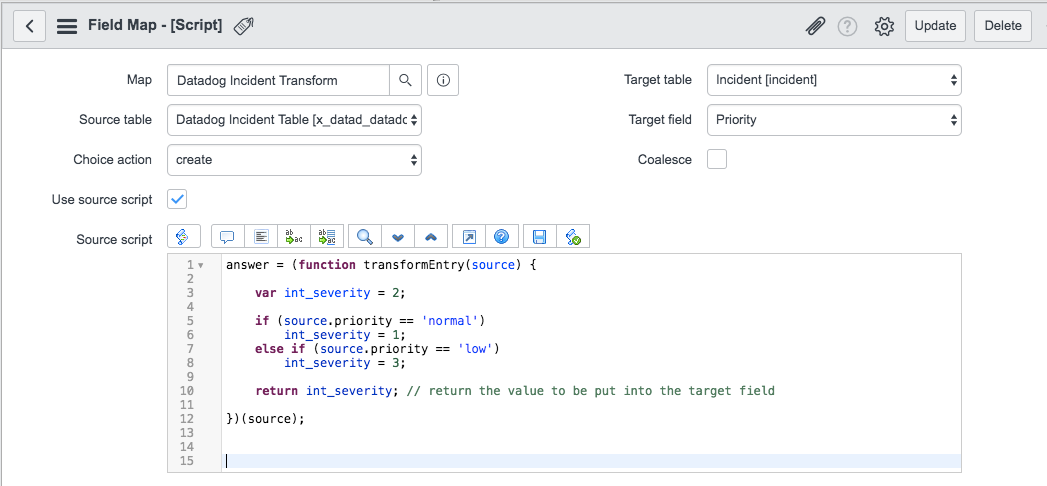 Field Map - [Script]
Update
Delete
Map
Datadog Incident Transform
Target table
Incident [incident]
Source table
Datadog Incident Table [x_datad_datadc
Target field
Priority
Choice action
create
Coalesce
Use source script
Source script
1 answer = (function transformEntry(source) {
2
3 var int_severity = 2;
4
5 if (source.priority == 'normal')
6 int_severity = 1;
7 else if (source.priority == 'low')
8 int_severity = 3;
9
10 return int_severity; // return the value to be put into the target field
11
12 })(source);
13
14
15